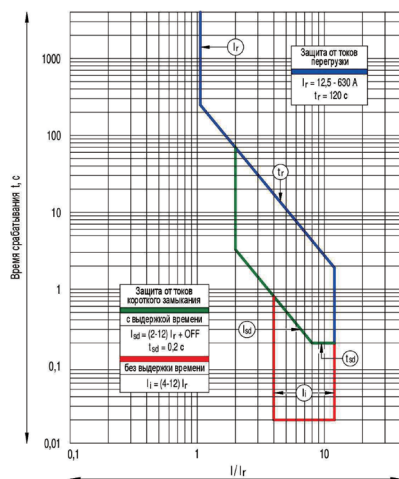 Время срабатывания t, с
1000
100
10
1
0,1
0,01
0,1
1
10
I/Ir
Ir
Защита от токов
перегрузки
Ir = 12,5 - 630 А
tr = 120 с
tr
Защита от токов
короткого замыкания
с выдержкой времени
Isd = (2-12) Ir + OFF
tsd = 0,2 с
без выдержки времени
Ii = (4-12) Ir
Isd
tsd
Ii